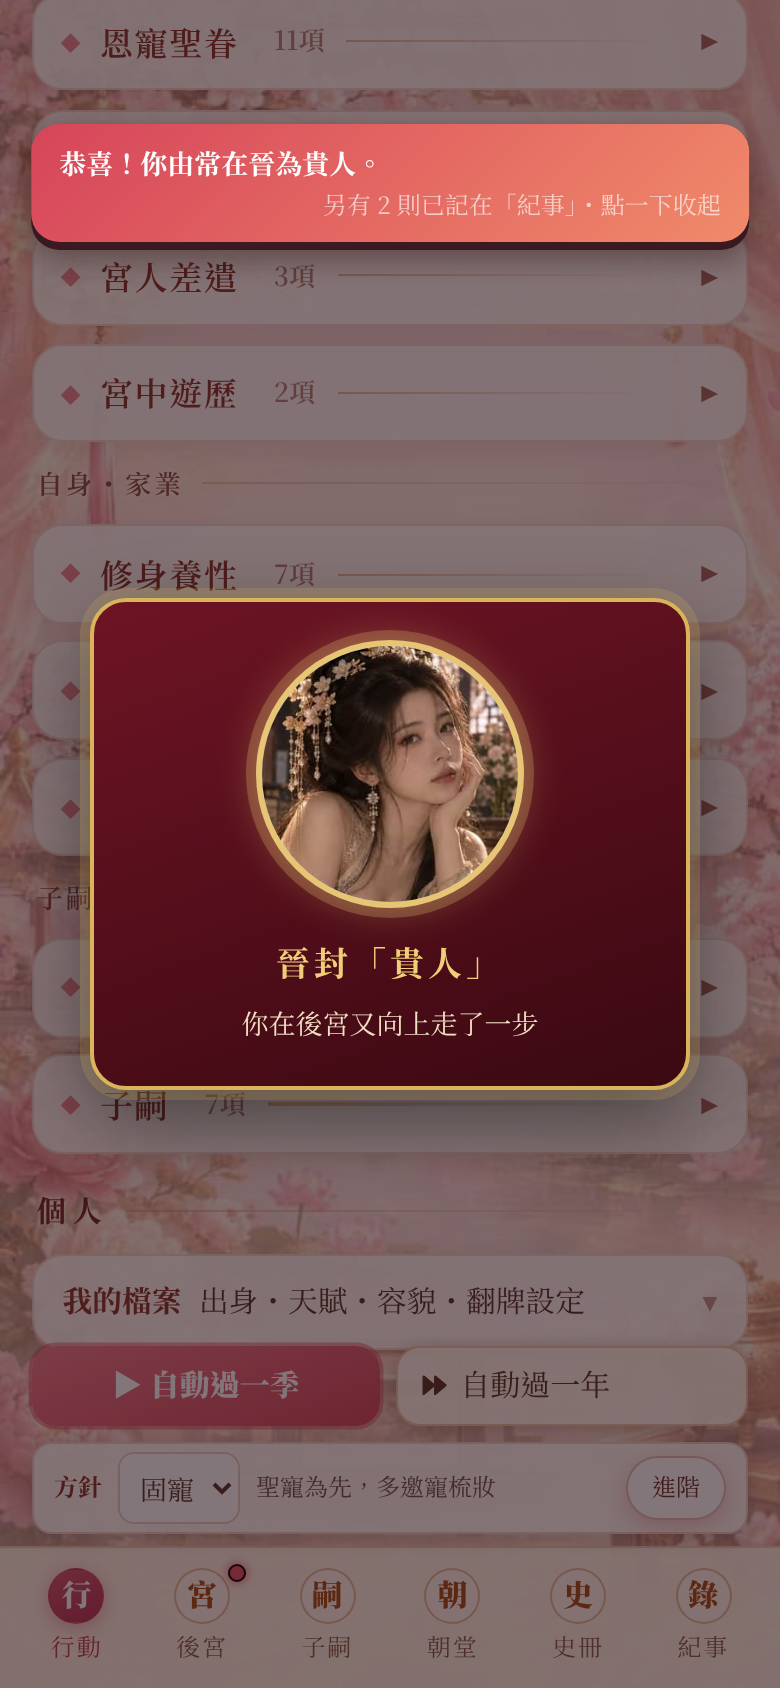 恩寵聖眷 11項
恭喜！你由常在晉為貴人。
另有 2 則已記在「紀事」· 點一下收起
宮人差遣 3項
宮中遊歷 2項
自身・家業
修身養性 7項
子嗣
晉封「貴人」
你在後宮又向上走了一步
子嗣 7項
個人
我的檔案 出身・天賦・容貌・翻牌設定
自動過一季
自動過一年
方針 固寵 聖寵為先，多邀寵梳妝 進階
行 宮 嗣 朝 史 錄
行動 後宮 子嗣 朝堂 史冊 紀事